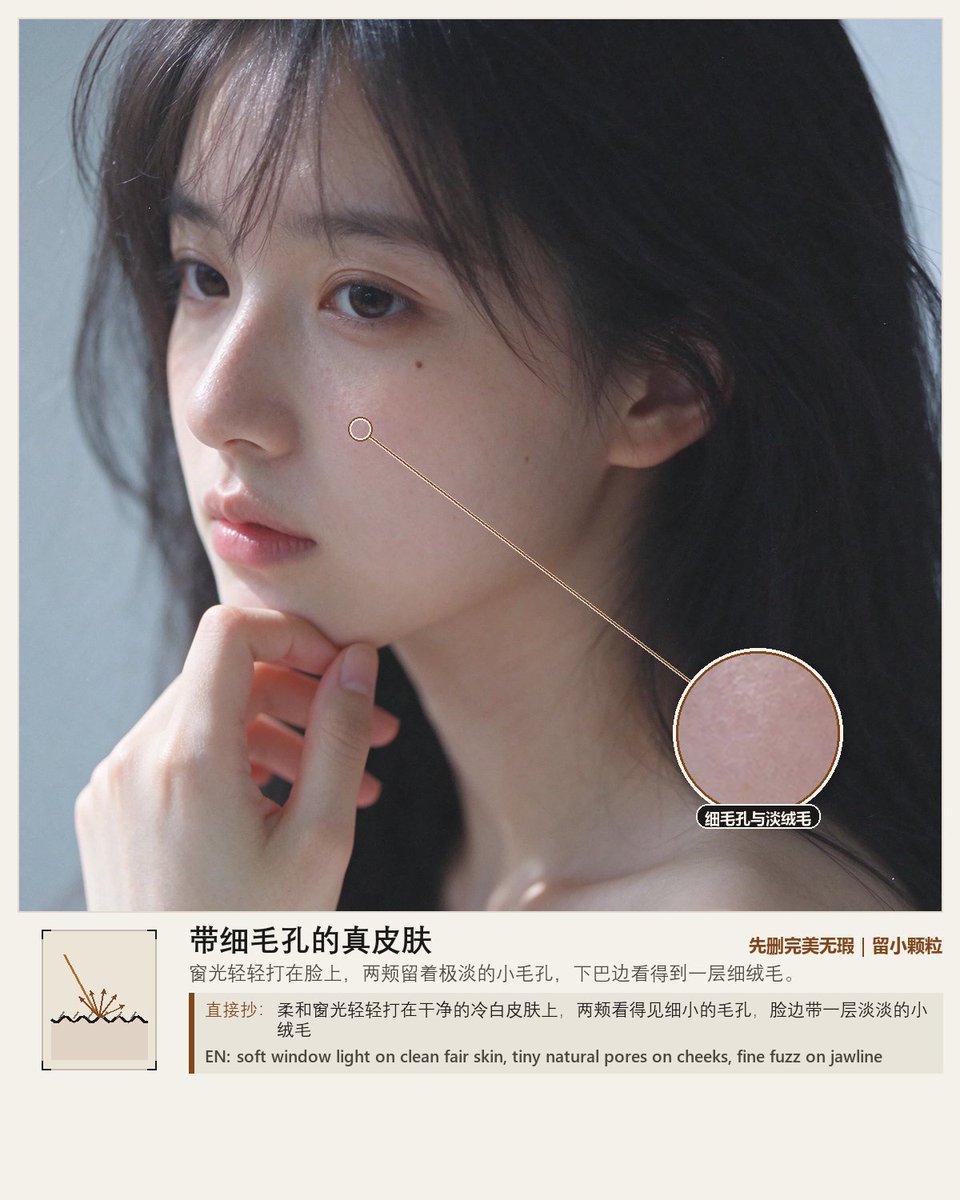 细毛孔与淡绒毛
带细毛孔的真皮肤
先删完美无瑕｜留小颗粒
窗光轻轻打在脸上，两颊留着极淡的小毛孔，下巴边看得到一层细绒毛。
直接抄： 柔和窗光轻轻打在干净的冷白皮肤上，两颊看得见细小的毛孔，脸边带一层淡淡的小
绒毛
EN: soft window light on clean fair skin, tiny natural pores on cheeks, fine fuzz on jawline